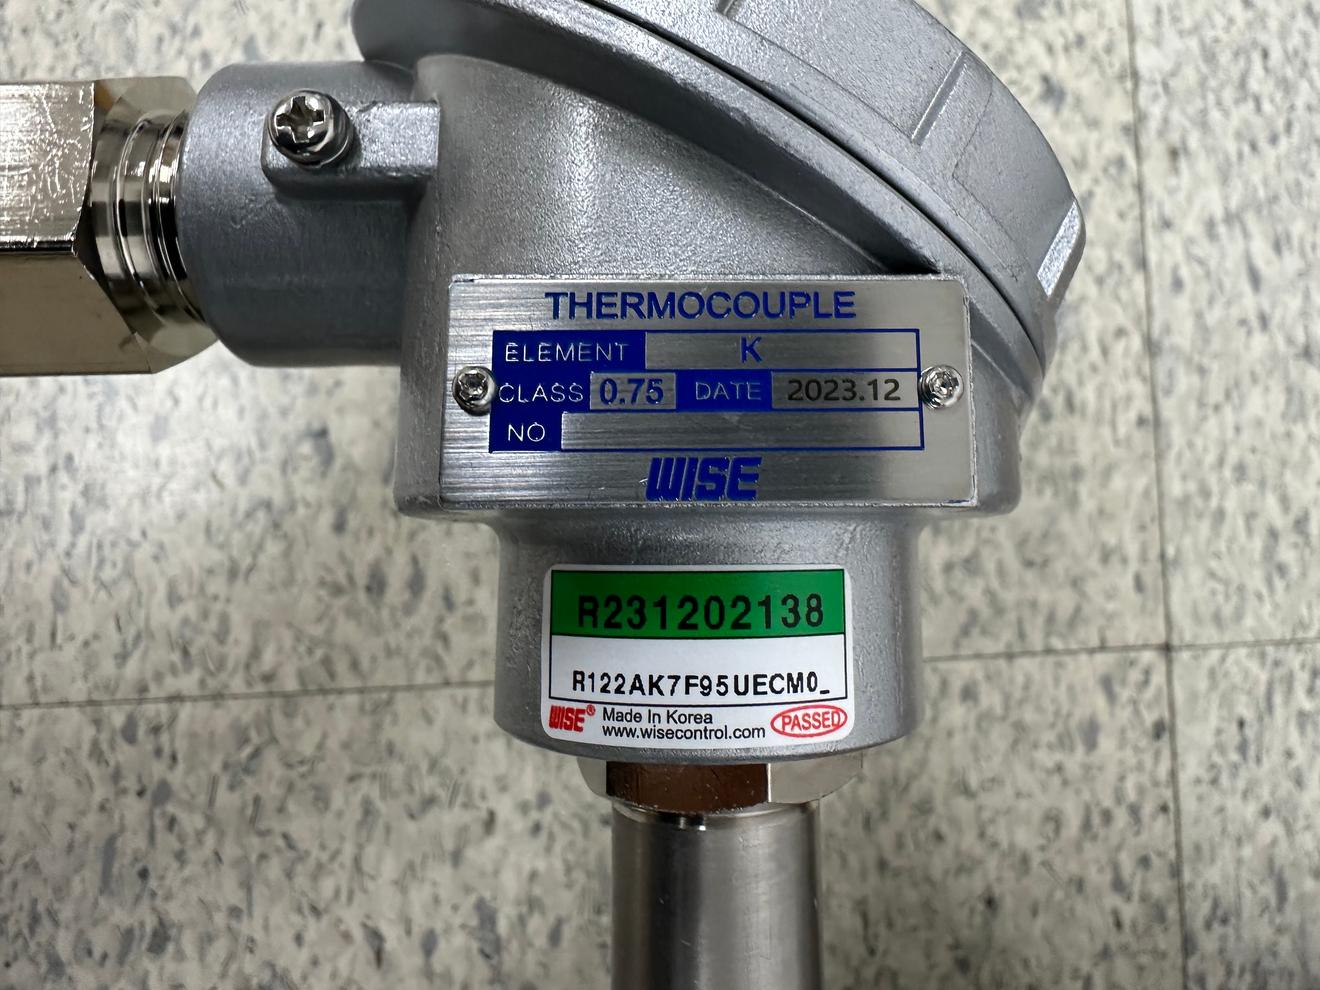 THERMOCOUPLE
ELEMENT K
CLASS 0.75 DATE 2023.12
NO
WISE
R231202138
R122AK7F95UECM0_
WISE® Made In Korea
www.wisecontrol.com PASSED